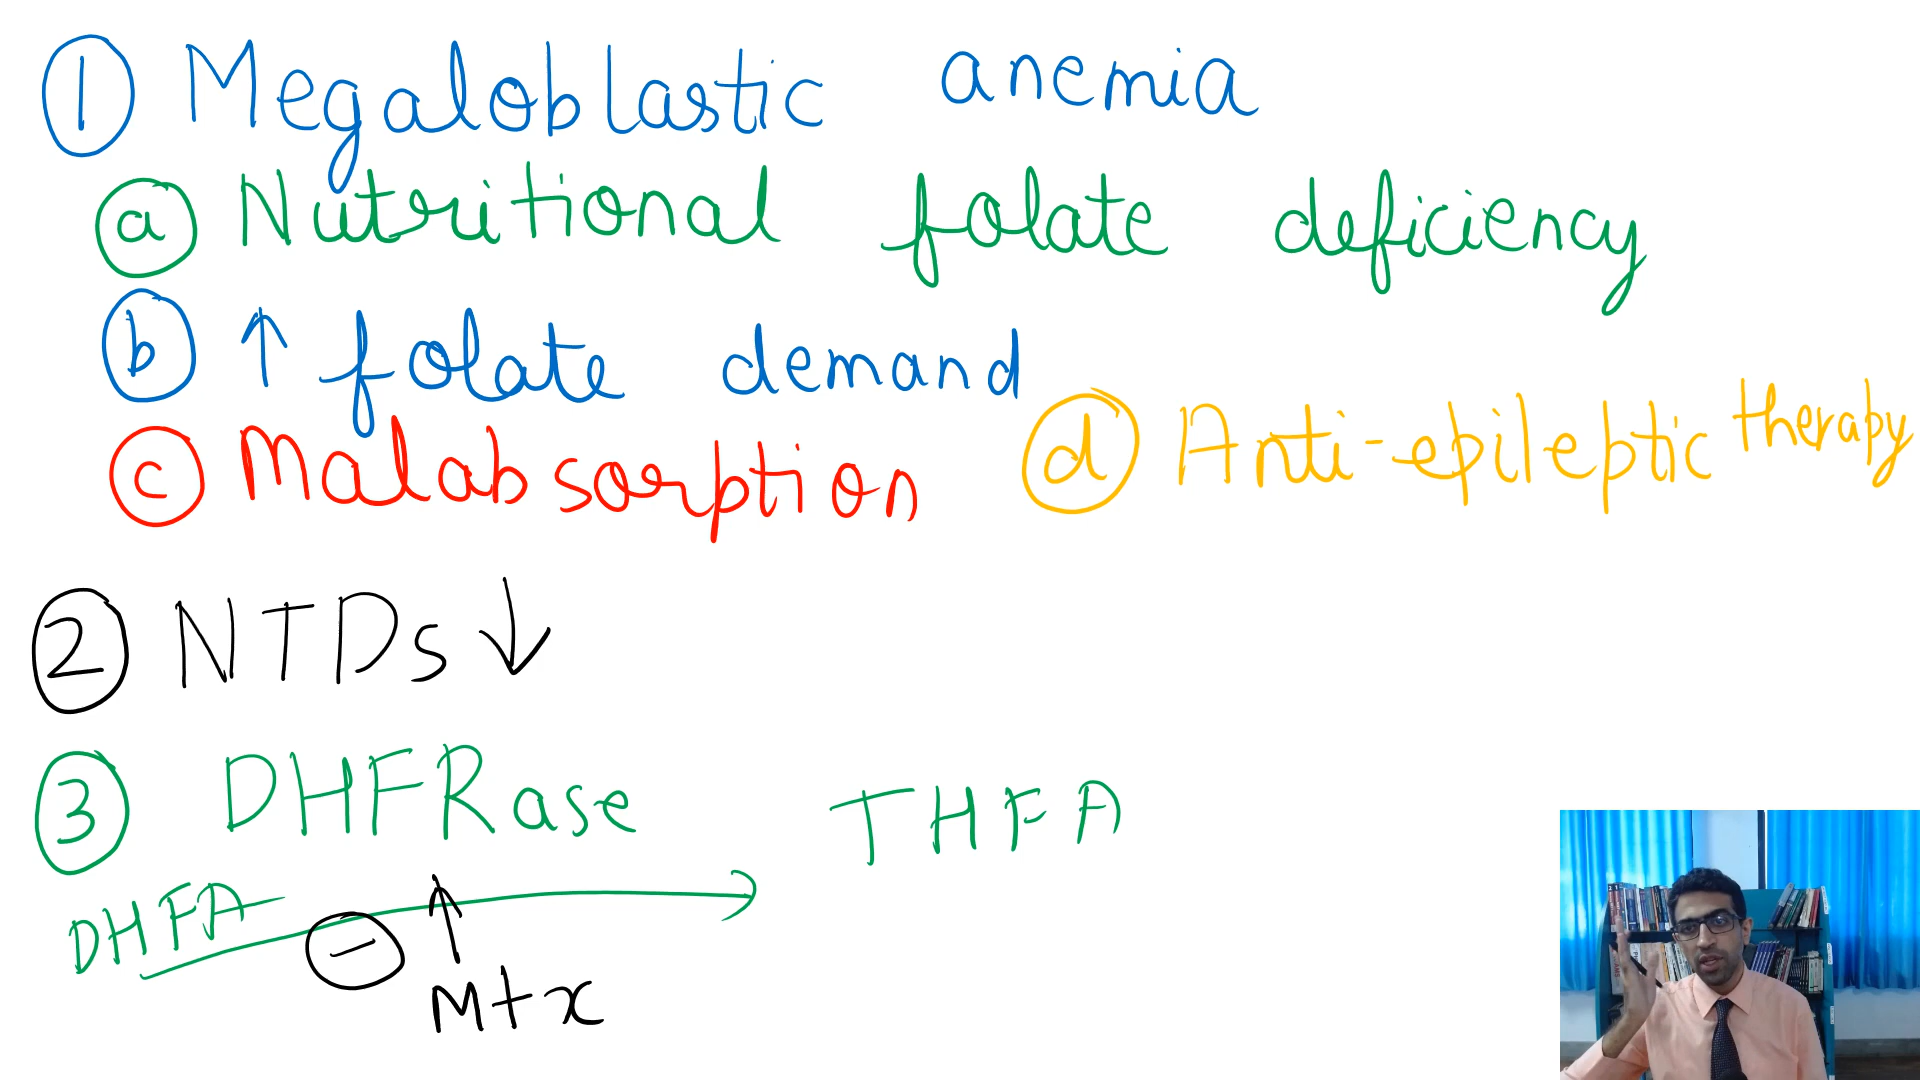 1 Megaloblastic anemia
a Nutritional folate deficiency
b ↑ folate demand
c Malabsorption
d Anti-epileptic therapy
2 NTDs ↓
3 DHFRase THFA
DHFA
− ↑
Mtx